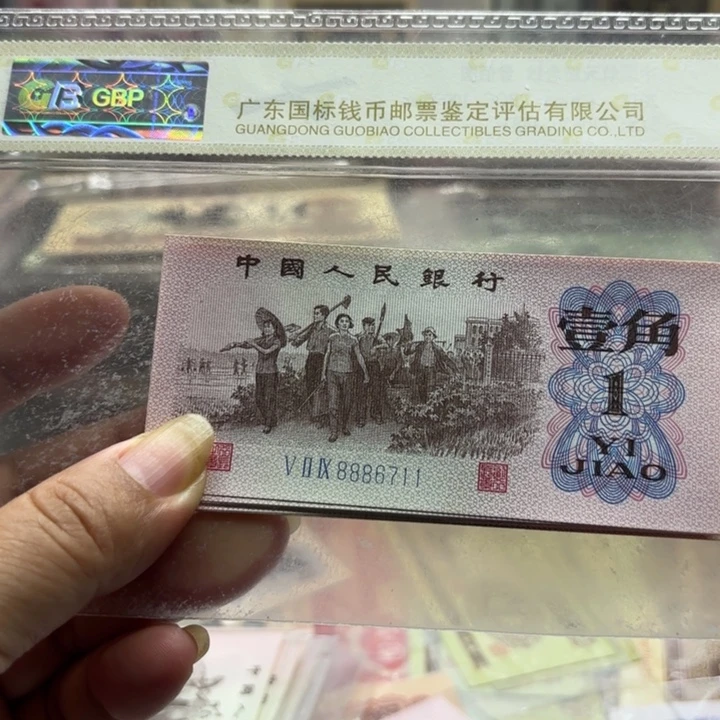 GB GBP
广东国标钱币邮票鉴定评估有限公司
GUANGDONG GUOBIAO COLLECTIBLES GRADING CO.,LTD
中國人民銀行
壹角
1
YI
JIAO
V II IX 8886711